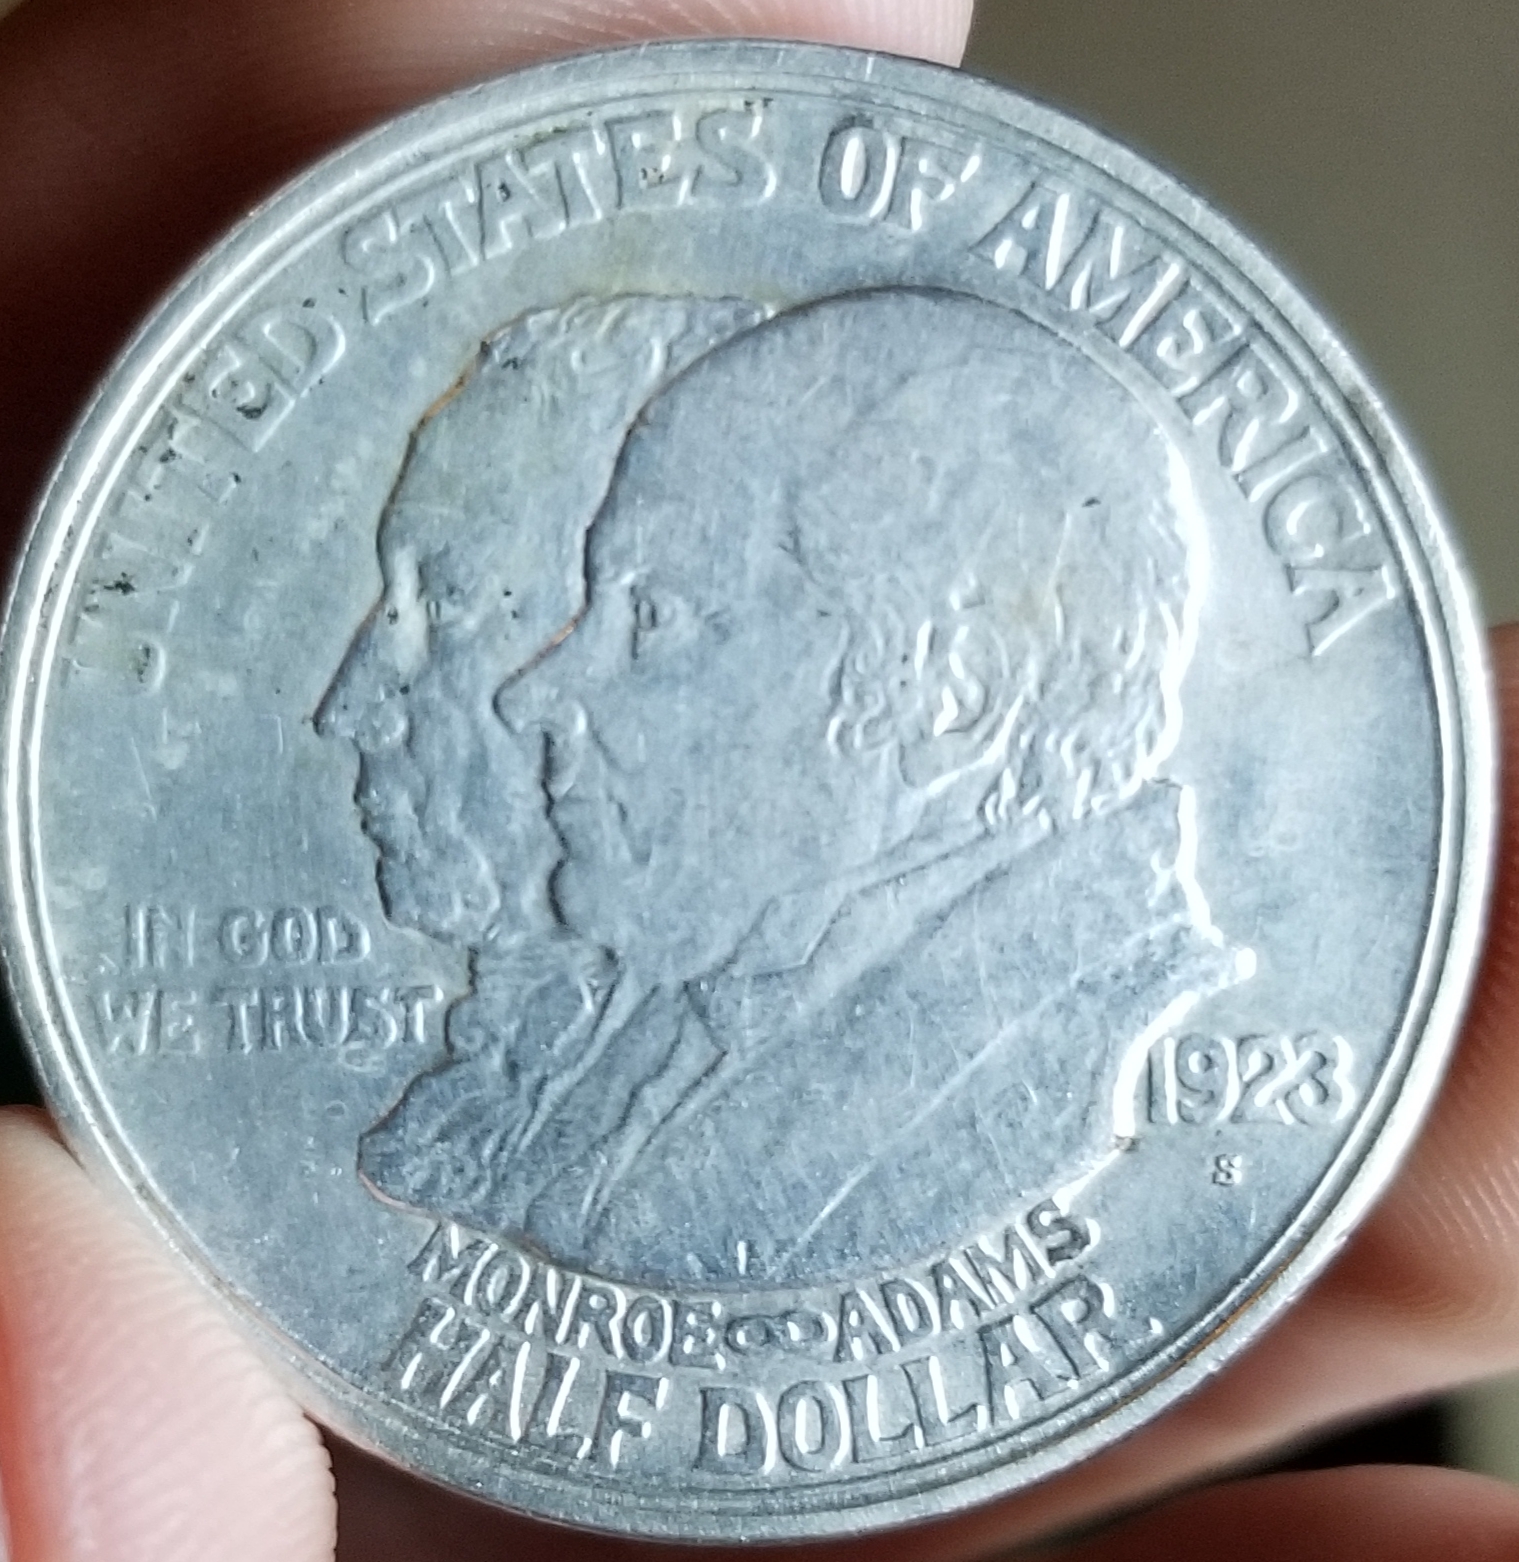 UNITED STATES OF AMERICA
IN GOD
WE TRUST
1923
S
MONROE ∞ ADAMS
HALF DOLLAR